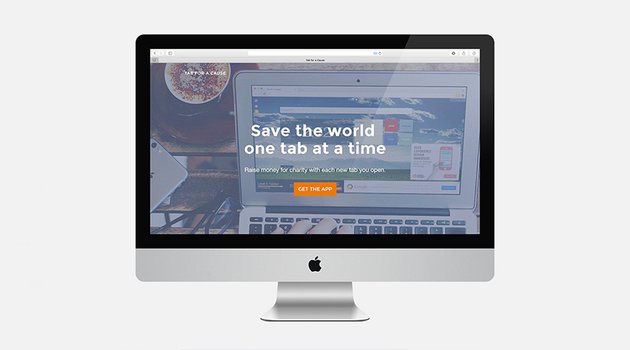 Tab for a Cause
TAB FOR A CAUSE
Save the world
one tab at a time
Raise money for charity with each new tab you open.
GET THE APP